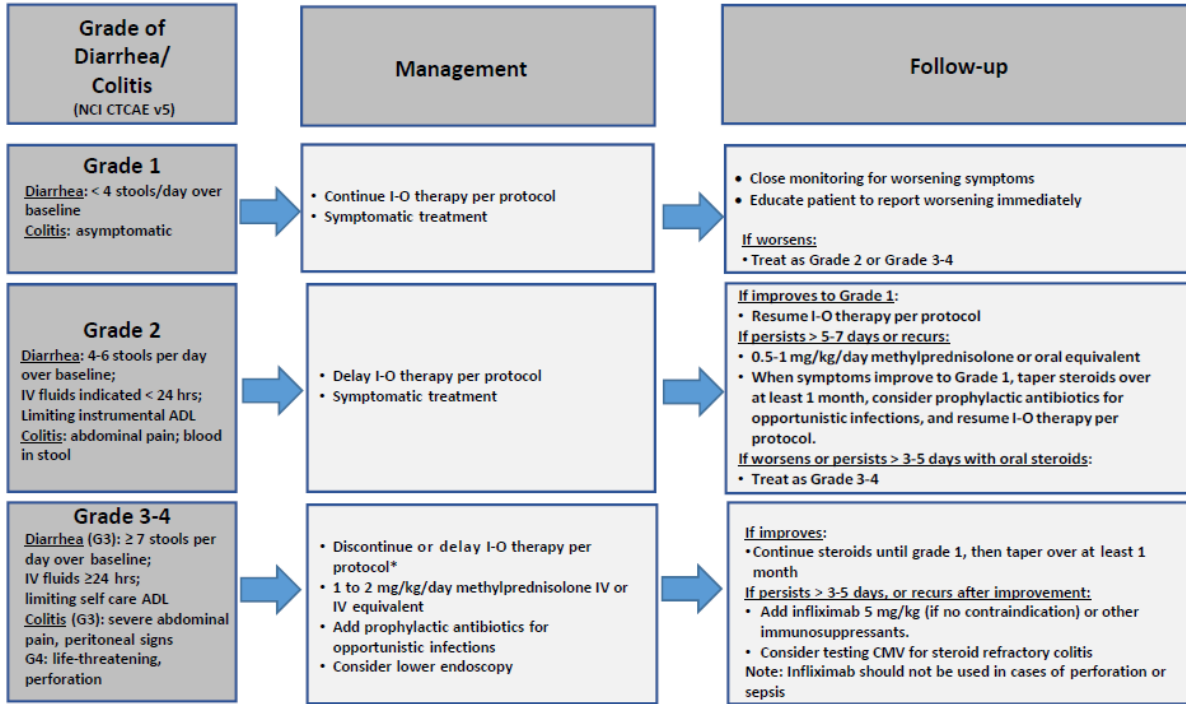 Grade of
Diarrhea/
Colitis
(NCI CTCAE v5)
Management
Follow-up
Grade 1
Diarrhea: < 4 stools/day over
baseline
Colitis: asymptomatic
• Continue I-O therapy per protocol
• Symptomatic treatment
• Close monitoring for worsening symptoms
• Educate patient to report worsening immediately
If worsens:
• Treat as Grade 2 or Grade 3-4
Grade 2
Diarrhea: 4-6 stools per day
over baseline;
IV fluids indicated < 24 hrs;
Limiting instrumental ADL
Colitis: abdominal pain; blood
in stool
• Delay I-O therapy per protocol
• Symptomatic treatment
If improves to Grade 1:
• Resume I-O therapy per protocol
If persists > 5-7 days or recurs:
• 0.5-1 mg/kg/day methylprednisolone or oral equivalent
• When symptoms improve to Grade 1, taper steroids over
at least 1 month, consider prophylactic antibiotics for
opportunistic infections, and resume I-O therapy per
protocol.
If worsens or persists > 3-5 days with oral steroids:
• Treat as Grade 3-4
Grade 3-4
Diarrhea (G3): ≥ 7 stools per
day over baseline;
IV fluids ≥24 hrs;
limiting self care ADL
Colitis (G3): severe abdominal
pain, peritoneal signs
G4: life-threatening,
perforation
• Discontinue or delay I-O therapy per
protocol*
• 1 to 2 mg/kg/day methylprednisolone IV or
IV equivalent
• Add prophylactic antibiotics for
opportunistic infections
• Consider lower endoscopy
If improves:
• Continue steroids until grade 1, then taper over at least 1
month
If persists > 3-5 days, or recurs after improvement:
• Add infliximab 5 mg/kg (if no contraindication) or other
immunosuppressants.
• Consider testing CMV for steroid refractory colitis
Note: Infliximab should not be used in cases of perforation or
sepsis